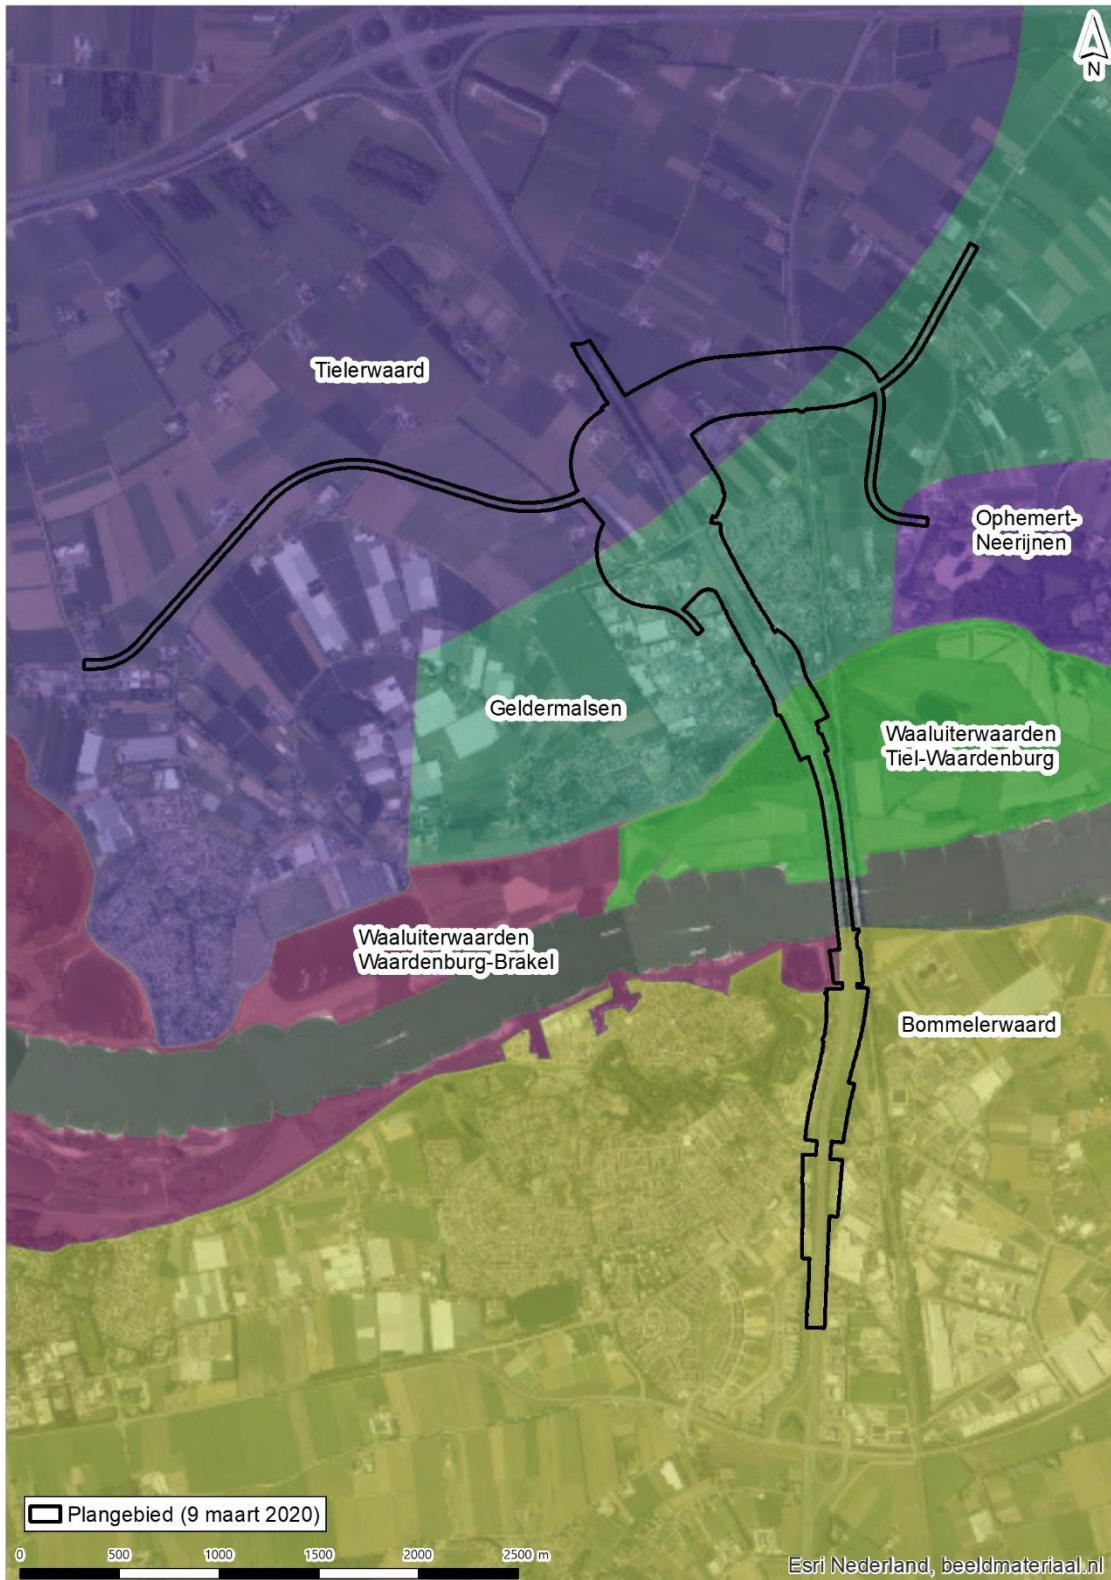 N
Tielerwaard
Ophemert-
Neerijnen
Geldermalsen
Waaluiterwaarden
Tiel-Waardenburg
Waaluiterwaarden
Waardenburg-Brakel
Bommelerwaard
Plangebied (9 maart 2020)
0 500 1000 1500 2000 2500 m
Esri Nederland, beeldmateriaal.nl